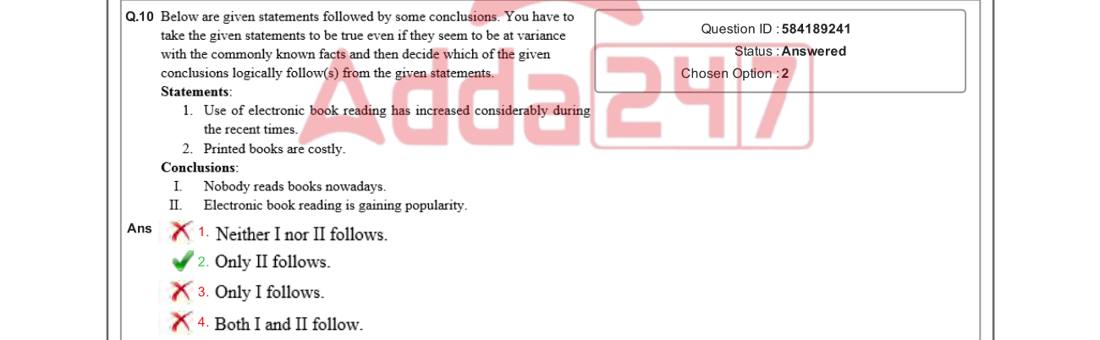 Q.10 Below are given statements followed by some conclusions. You have to
take the given statements to be true even if they seem to be at variance
with the commonly known facts and then decide which of the given
conclusions logically follow(s) from the given statements.
Statements:
1. Use of electronic book reading has increased considerably during
the recent times.
2. Printed books are costly.
Conclusions:
I. Nobody reads books nowadays.
II. Electronic book reading is gaining popularity.
Ans 1. Neither I nor II follows.
2. Only II follows.
3. Only I follows.
4. Both I and II follow.
Question ID : 584189241
Status : Answered
Chosen Option : 2
Adda247